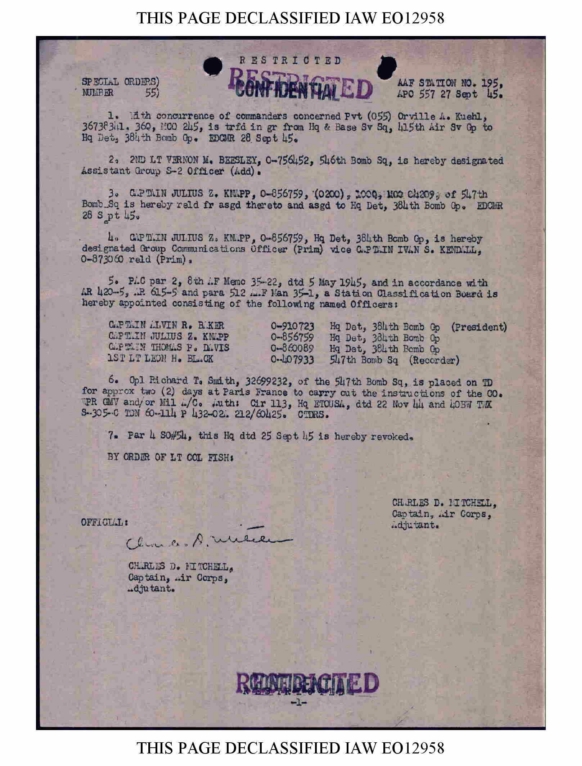 THIS PAGE DECLASSIFIED IAW EO12958
RESTRICTED
RESTRICTED
CONFIDENTIAL
SPECIAL ORDERS)
NUMBER 55)
AAF STATION NO. 195,
APO 557 27 Sept 45.
1. With concurrence of commanders concerned Pvt (055) Orville A. Kuehl,
36738341. 360, MOO 245, is trfd in gr from Hq & Base Sv Sq, 415th Air Sv Gp to
Hq Det, 384th Bomb Gp. EDCMR 28 Sept 45.
2. 2ND LT VERNON M. BEESLEY, O-756452, 546th Bomb Sq, is hereby designated
Assistant Group S-2 Officer (Add).
3. CAPTAIN JULIUS Z. KNAPP, O-856759, (0200), MOO C4209, of 547th
Bomb Sq is hereby reld fr asgd thereto and asgd to Hq Det, 384th Bomb Gp. EDCMR
28 Sept 45.
4. CAPTAIN JULIUS Z. KNAPP, O-856759, Hq Det, 384th Bomb Gp, is hereby
designated Group Communications Officer (Prim) vice CAPTAIN IVAN S. KENDALL,
O-873060 reld (Prim).
5. PAC par 2, 8th AF Memo 35-22, dtd 5 May 1945, and in accordance with
AR 420-5, AR 615-5 and para 512 AAF Man 35-1, a Station Classification Board is
hereby appointed consisting of the following named Officers:
CAPTAIN ALVIN R. BAKER O-910723 Hq Det, 384th Bomb Gp (President)
CAPTAIN JULIUS Z. KNAPP O-856759 Hq Det, 384th Bomb Gp
CAPTAIN THOMAS P. DAVIS O-860089 Hq Det, 384th Bomb Gp
1ST LT LEON H. BLACK O-407933 547th Bomb Sq (Recorder)
6. Cpl Richard T. Smith, 32699232, of the 547th Bomb Sq, is placed on TD
for approx two (2) days at Paris France to carry out the instructions of the CO.
TPR GMV and/or Mil A/C. Auth: Cir 113, Hq ETOUSA, dtd 22 Nov 44 and 40BW TWX
S-305-C TDN 60-114 P 432-02. 212/60425. CTDRS.
7. Par 4 SO#54, this Hq dtd 25 Sept 45 is hereby revoked.
BY ORDER OF LT COL FISH:
CHARLES D. MITCHELL,
Captain, Air Corps,
Adjutant.
OFFICIAL:
CHARLES D. MITCHELL,
Captain, Air Corps,
Adjutant.
RESTRICTED
CONFIDENTIAL
-1-
THIS PAGE DECLASSIFIED IAW EO12958